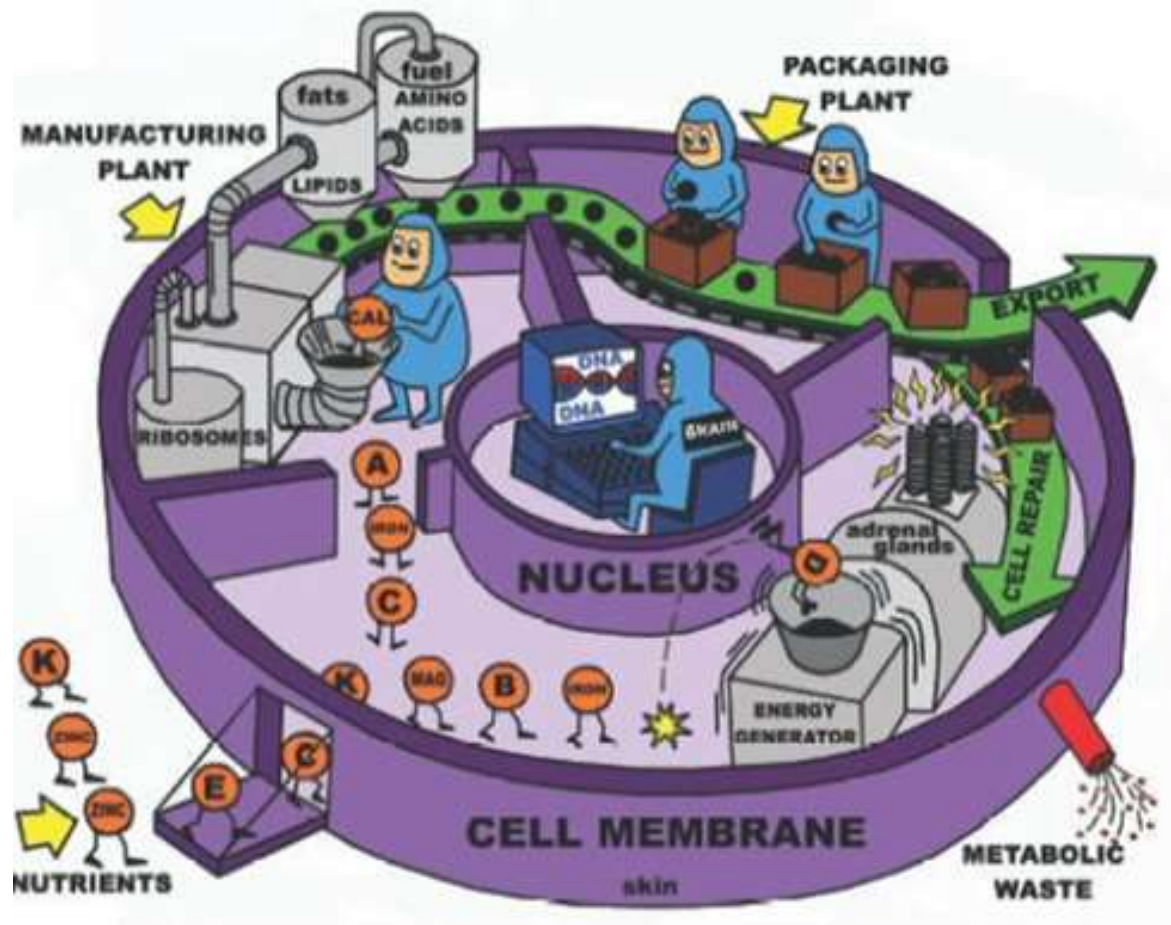 fuel
AMINO
ACIDS
fats
LIPIDS
PACKAGING
PLANT
MANUFACTURING
PLANT
EXPORT
CAL
DNA
DNA
RIBOSOMES
BRAIN
A
IRON
C
adrenal
glands
CELL REPAIR
NUCLEUS
D
K
MAG
B
IRON
ENERGY
GENERATOR
K
ZINC
ZINC
E
C
NUTRIENTS
CELL MEMBRANE
skin
METABOLIC
WASTE